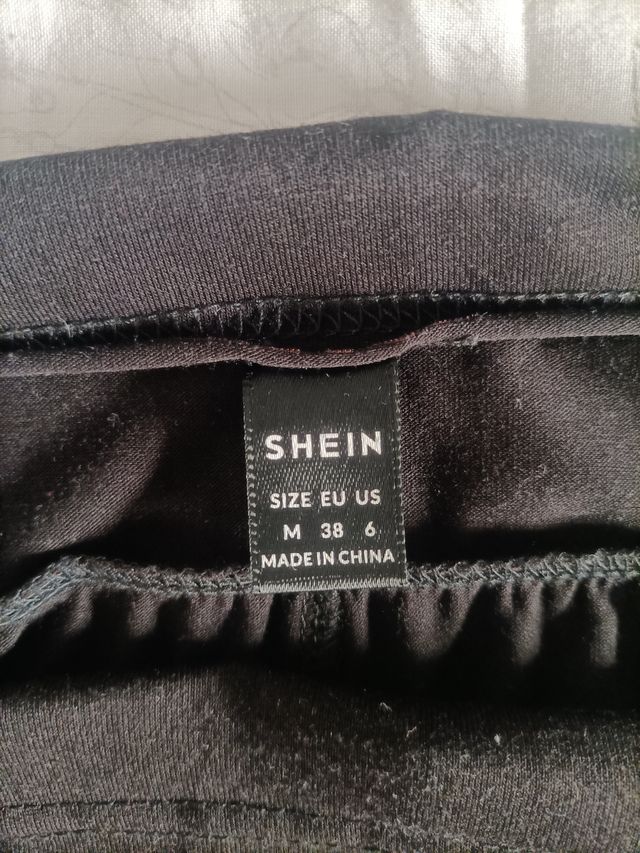 SHEIN
SIZE EU US
M 38 6
MADE IN CHINA